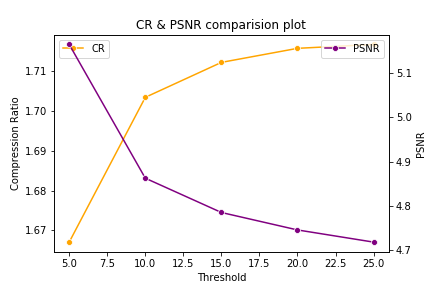 CR & PSNR comparision plot
CR
PSNR
1.71
1.70
1.69
1.68
1.67
Compression Ratio
5.1
5.0
4.9
4.8
4.7
PSNR
5.0 7.5 10.0 12.5 15.0 17.5 20.0 22.5 25.0
Threshold